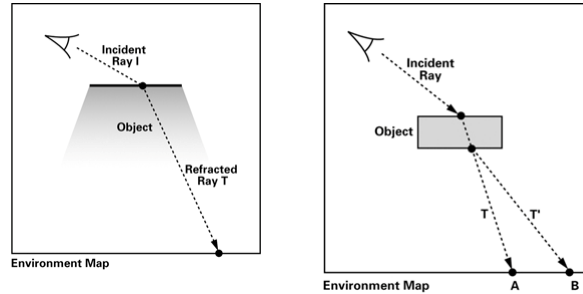 Incident
Ray I
Object
Refracted
Ray T
Environment Map
Incident
Ray
Object
T
T'
Environment Map
A
B